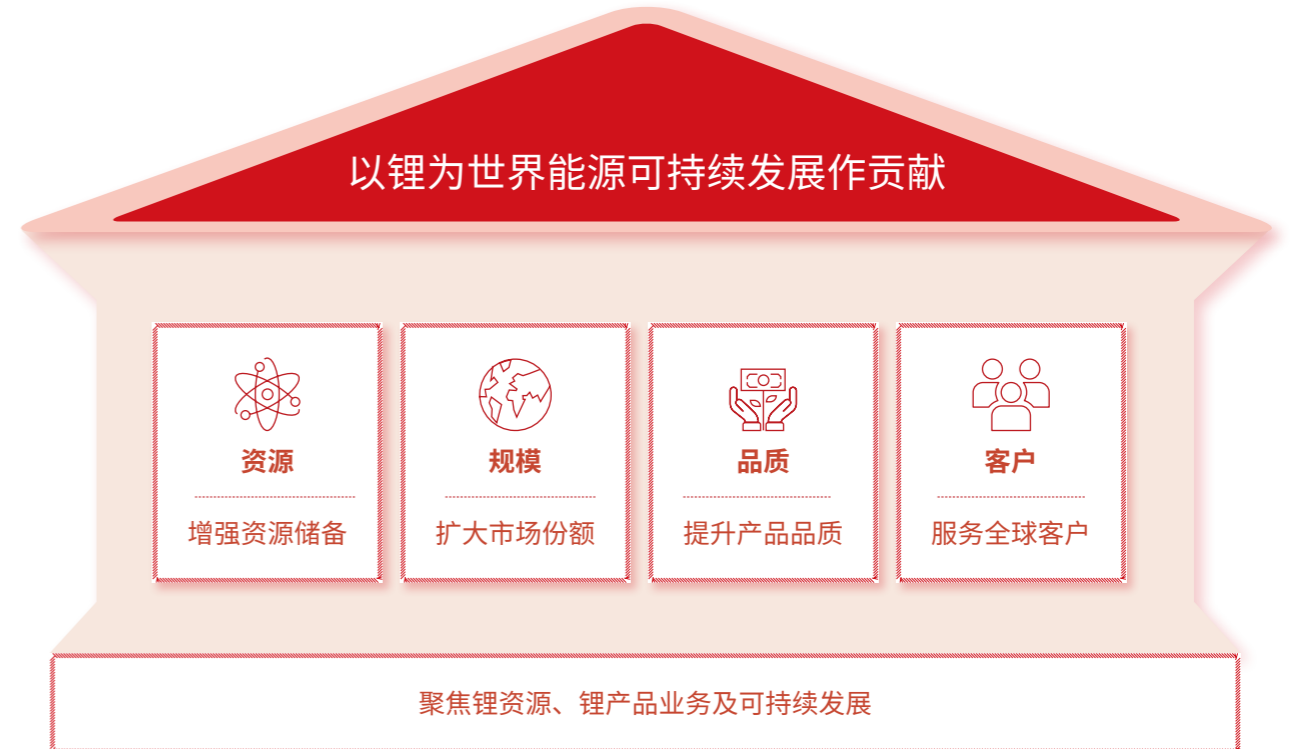 以锂为世界能源可持续发展作贡献
资源
增强资源储备
规模
扩大市场份额
品质
提升产品品质
客户
服务全球客户
聚焦锂资源、锂产品业务及可持续发展